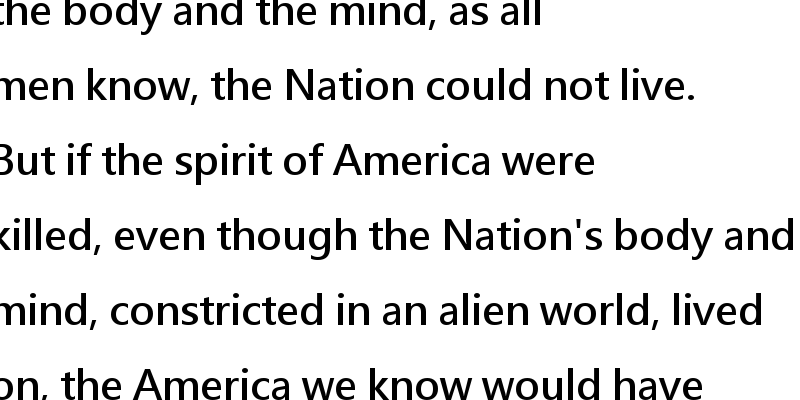 the body and the mind, as all
men know, the Nation could not live.
But if the spirit of America were
killed, even though the Nation's body and
mind, constricted in an alien world, lived
on, the America we know would have